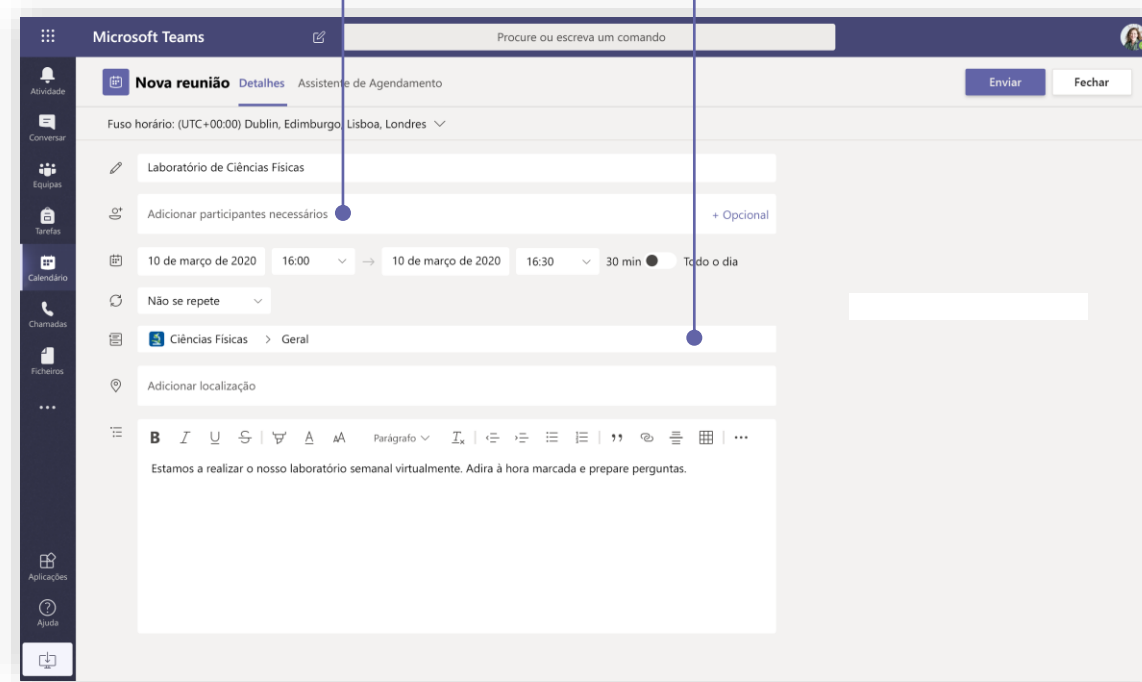 Microsoft Teams
Procure ou escreva um comando
Atividade
Conversar
Equipas
Tarefas
Calendário
Chamadas
Ficheiros
Aplicações
Ajuda
Nova reunião Detalhes Assistente de Agendamento
Enviar Fechar
Fuso horário: (UTC+00:00) Dublin, Edimburgo, Lisboa, Londres
Laboratório de Ciências Físicas
Adicionar participantes necessários + Opcional
10 de março de 2020 16:00 → 10 de março de 2020 16:30 30 min Todo o dia
Não se repete
Ciências Físicas > Geral
Adicionar localização
B I U S A AA Parágrafo Ix
Estamos a realizar o nosso laboratório semanal virtualmente. Adira à hora marcada e prepare perguntas.